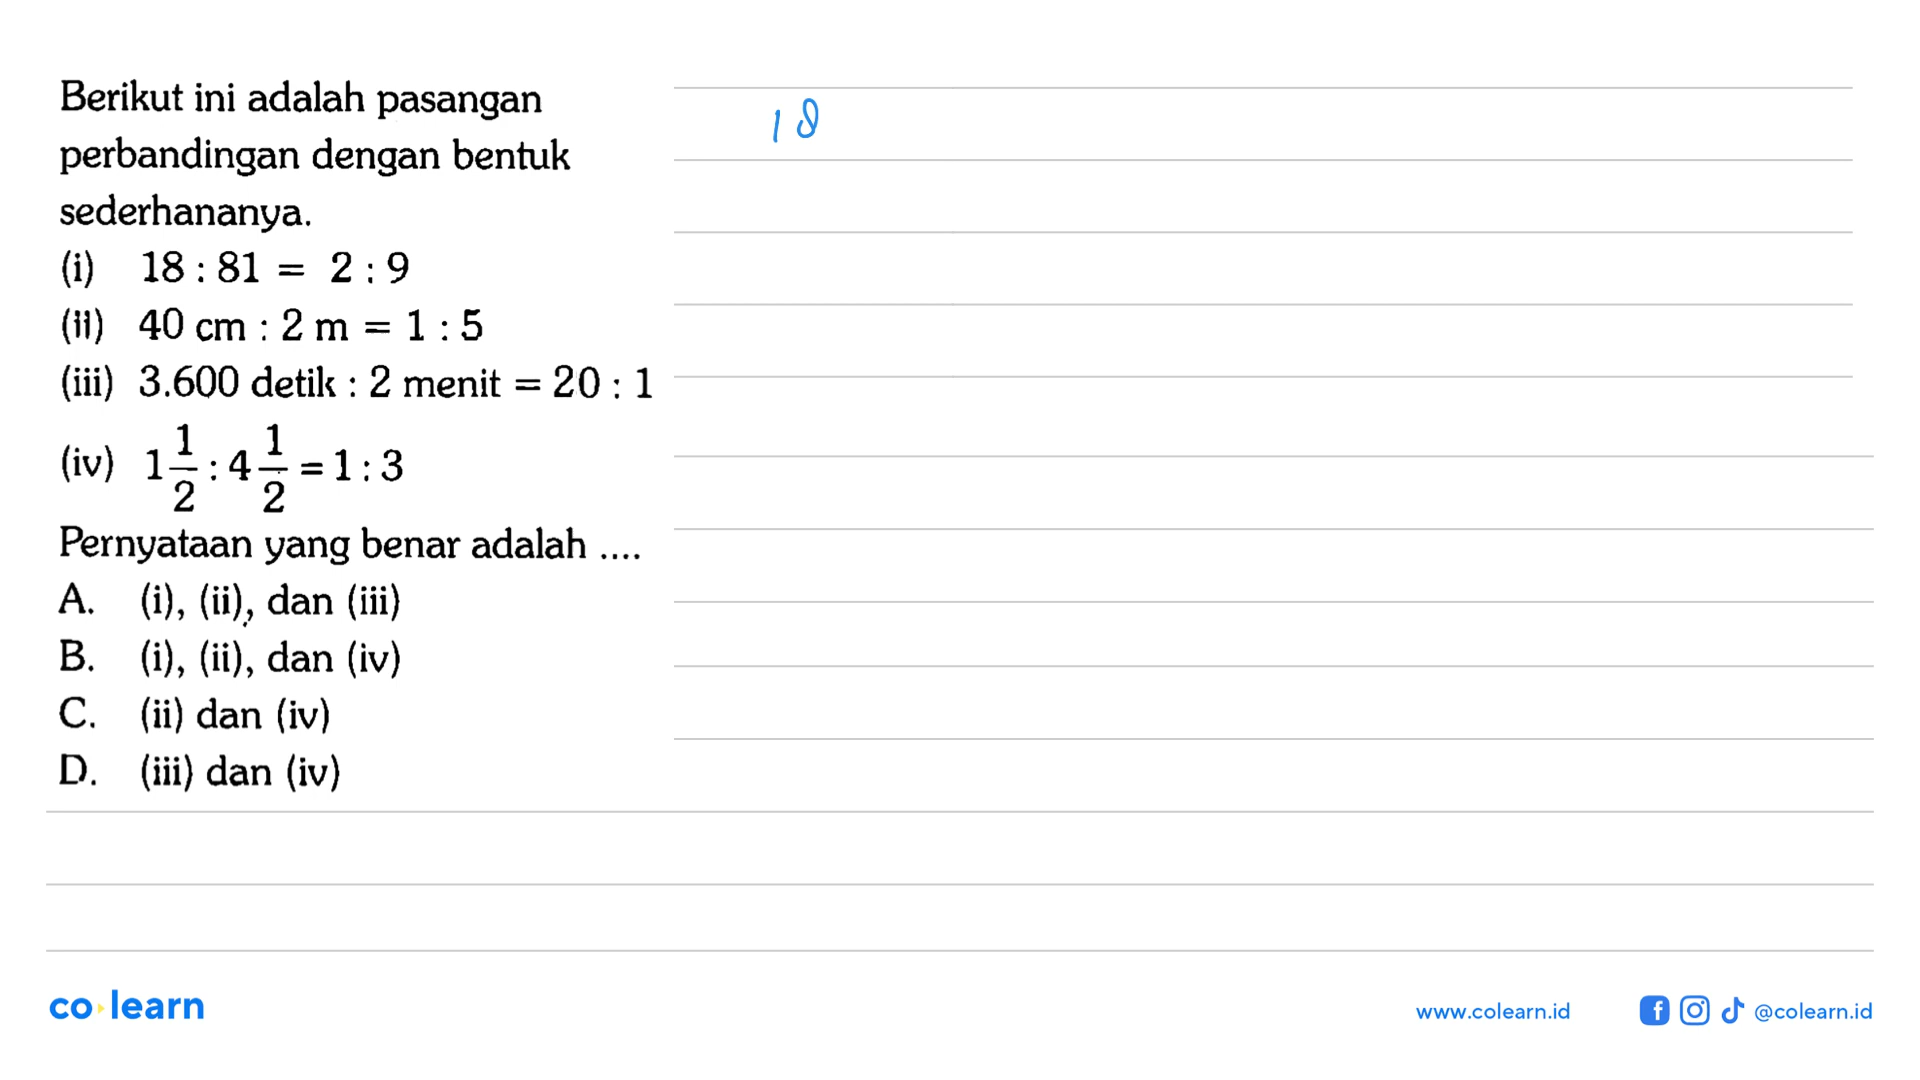 Berikut ini adalah pasangan
perbandingan dengan bentuk
sederhananya.
(i) 18 : 81 = 2 : 9
(ii) 40 cm : 2 m = 1 : 5
(iii) 3.600 detik : 2 menit = 20 : 1
(iv) 1 1/2 : 4 1/2 = 1 : 3
Pernyataan yang benar adalah ....
A. (i), (ii), dan (iii)
B. (i), (ii), dan (iv)
C. (ii) dan (iv)
D. (iii) dan (iv)
18
co learn
www.colearn.id
@colearn.id